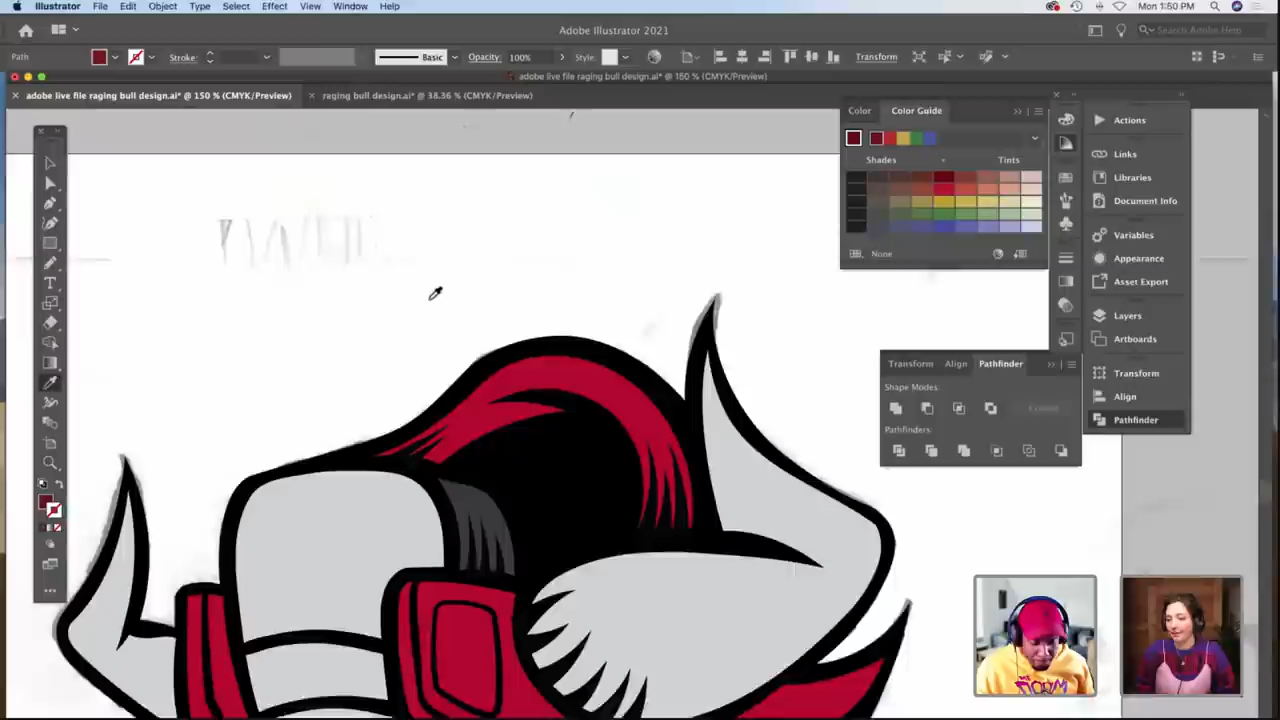 Illustrator File Edit Object Type Select Effect View Window Help Mon 1:50 PM
Adobe Illustrator 2021 Search Adobe Help
Path Stroke: Basic Opacity: 100% Style: Transform
adobe live file raging bull design.ai* @ 150 % (CMYK/Preview)
adobe live file raging bull design.ai* @ 150 % (CMYK/Preview) raging bull design.ai* @ 38.36 % (CMYK/Preview)
Color Color Guide
Shades Tints
None
Actions
Links
Libraries
Document Info
Variables
Appearance
Asset Export
Layers
Artboards
Transform
Align
Pathfinder
Transform Align Pathfinder
Shape Modes:
Expand
Pathfinders: